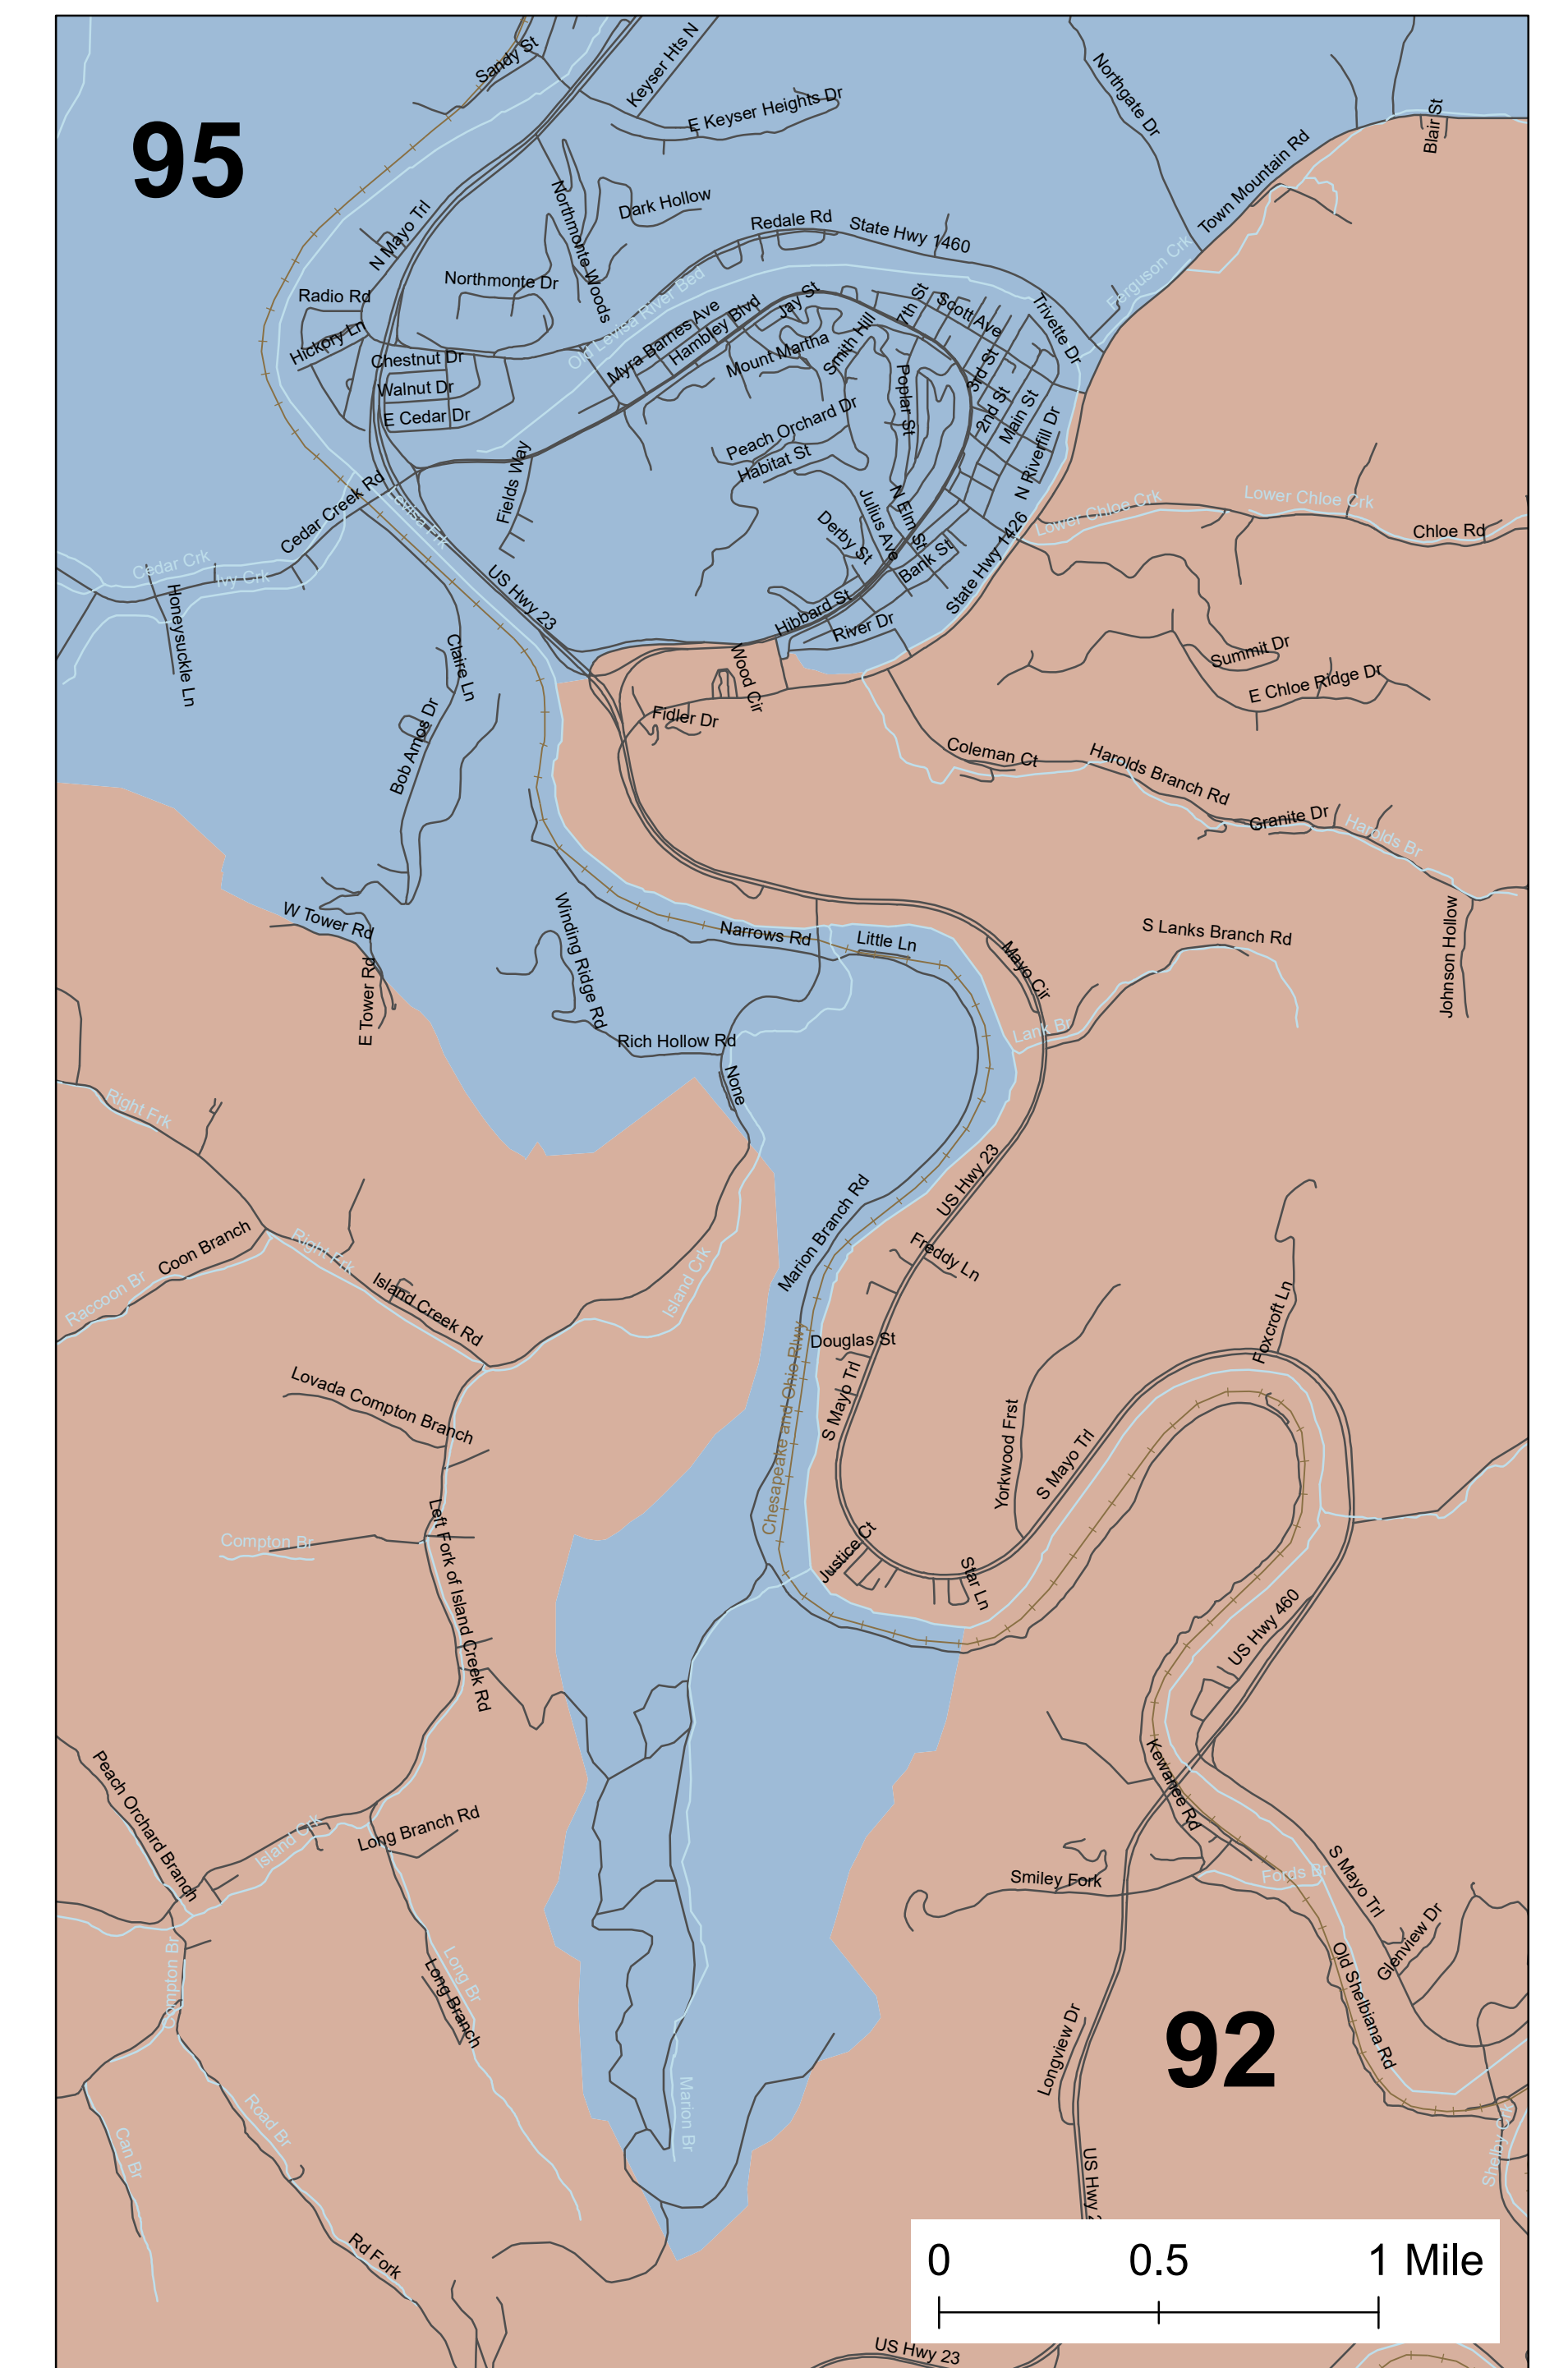 Sandy St
Keyser Hts N
E Keyser Heights Dr
Northgate Dr
Blair St
95
Town Mountain Rd
Dark Hollow
N Mayo Trl
Northmonte Woods
Redale Rd
State Hwy 1460
Ferguson Crk
Northmonte Dr
Radio Rd
Old Levisa River Bed
Hickory Ln
Chestnut Dr
Walnut Dr
E Cedar Dr
Myra Barnes Ave
Hambley Blvd
Jay St
Mount Martha
Smith Hill
7th St
Scott Ave
Trivette Dr
3rd St
2nd St
Main St
N Riverfill Dr
Poplar St
Peach Orchard Dr
Habitat St
Fields Way
Cedar Creek Rd
Levisa Frk
Julius Ave
N Elm St
Derby St
Bank St
State Hwy 1426
Lower Chloe Crk
Lower Chloe Crk
Chloe Rd
Cedar Crk
Ivy Crk
Honeysuckle Ln
US Hwy 23
Hibbard St
River Dr
Claire Ln
Wood Cir
Summit Dr
E Chloe Ridge Dr
Bob Amos Dr
Fidler Dr
Coleman Ct
Harolds Branch Rd
Granite Dr
Harolds Br
W Tower Rd
E Tower Rd
Winding Ridge Rd
Narrows Rd
Little Ln
Mayo Cir
S Lanks Branch Rd
Johnson Hollow
Lank Br
Rich Hollow Rd
None
Right Frk
Coon Branch
Raccoon Br
Right Frk
Island Creek Rd
Island Crk
Marion Branch Rd
US Hwy 23
Freddy Ln
Douglas St
S Mayo Trl
Chesapeake and Ohio Rlwy
Foxcroft Ln
Lovada Compton Branch
Yorkwood Frst
S Mayo Trl
Compton Br
Left Fork of Island Creek Rd
Justice Ct
Star Ln
US Hwy 460
Kewanee Rd
Peach Orchard Branch
Island Crk
Long Branch Rd
Smiley Fork
Fords Br
S Mayo Trl
Glenview Dr
Old Shelbiana Rd
Compton Br
Long Br
Long Branch
Longview Dr
92
Marion Br
Road Br
Can Br
Shelby Crk
US Hwy 2
Rd Fork
0 0.5 1 Mile
US Hwy 23